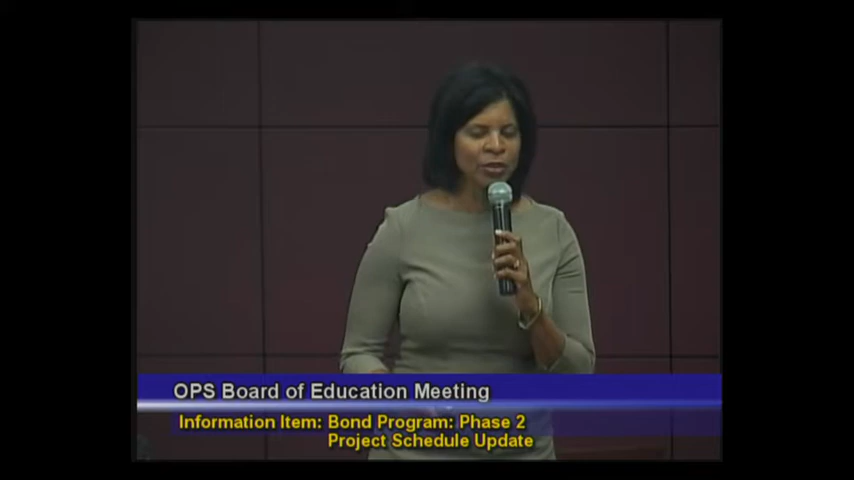 OPS Board of Education Meeting
Information Item: Bond Program: Phase 2
Project Schedule Update